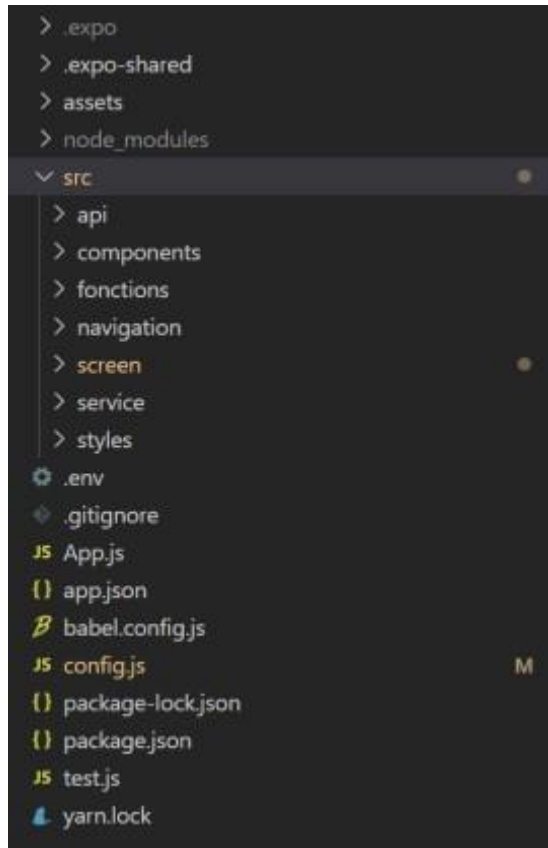 .expo
.expo-shared
assets
node_modules
src
api
components
fonctions
navigation
screen
service
styles
.env
.gitignore
JS App.js
{} app.json
B babel.config.js
JS config.js M
{} package-lock.json
{} package.json
JS test.js
yarn.lock